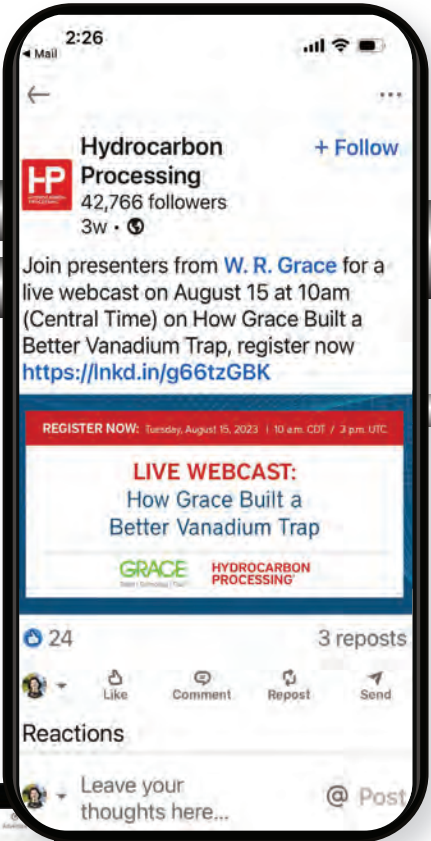 2:26
Mail
Hydrocarbon
Processing
+ Follow
42,766 followers
3w •
HP
Join presenters from W. R. Grace for a
live webcast on August 15 at 10am
(Central Time) on How Grace Built a
Better Vanadium Trap, register now
https://lnkd.in/g66tzGBK
REGISTER NOW: Tuesday, August 15, 2023 | 10 a.m. CDT / 3 p.m. UTC
LIVE WEBCAST:
How Grace Built a
Better Vanadium Trap
GRACE
HYDROCARBON
PROCESSING®
24
3 reposts
Like
Comment
Repost
Send
Reactions
Leave your
thoughts here...
@ Post